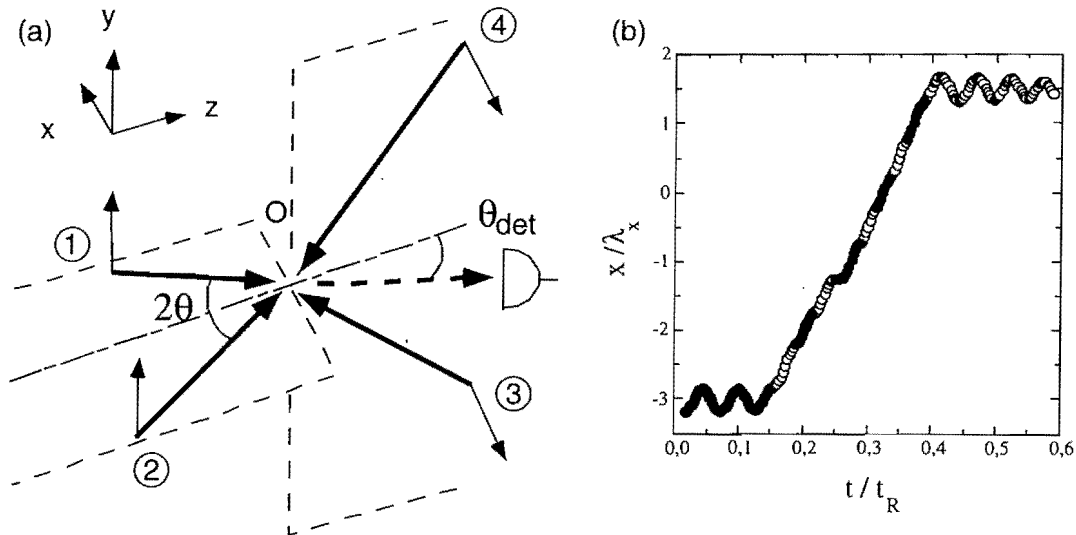 (a)
y
x
z
①
②
③
④
O
2θ
θdet
(b)
x/λx
2
1
0
-1
-2
-3
0,0 0,1 0,2 0,3 0,4 0,5 0,6
t / tR